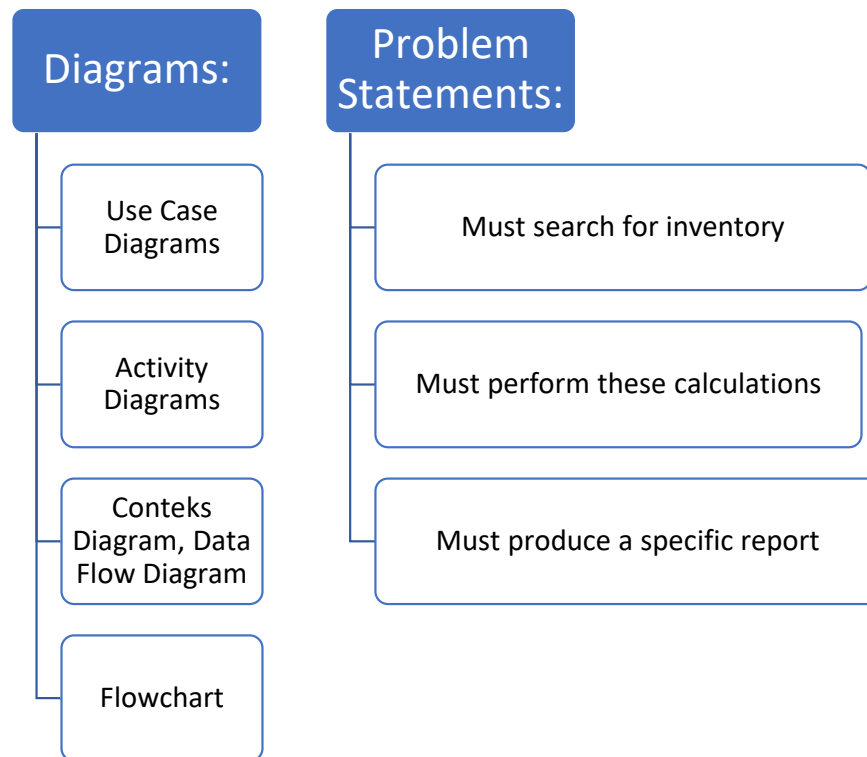 Diagrams:
Use Case
Diagrams
Activity
Diagrams
Conteks
Diagram, Data
Flow Diagram
Flowchart
Problem
Statements:
Must search for inventory
Must perform these calculations
Must produce a specific report